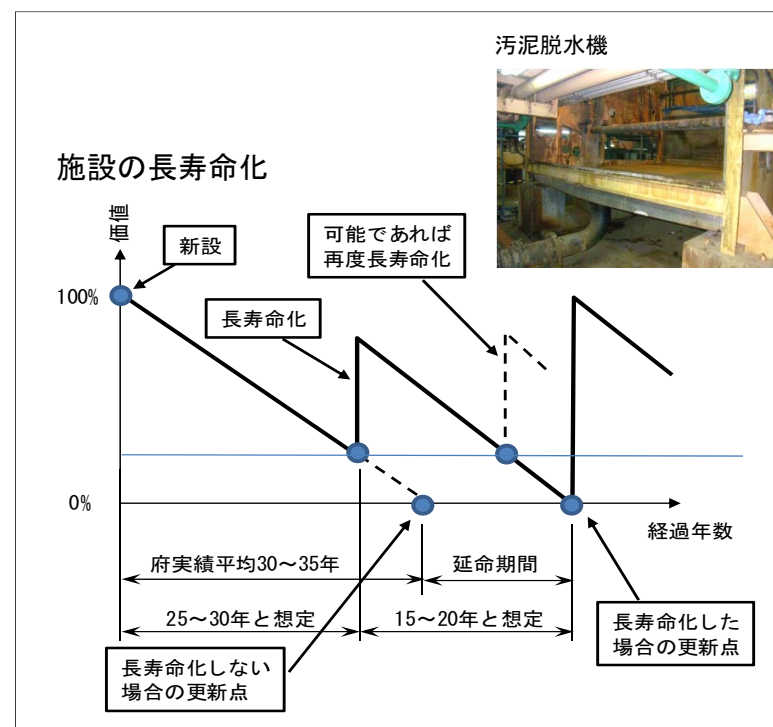 汚泥脱水機
施設の長寿命化
価値
新設
可能であれば
再度長寿命化
100%
長寿命化
0%
経過年数
府実績平均30～35年
延命期間
25～30年と想定
15～20年と想定
長寿命化しない
場合の更新点
長寿命化した
場合の更新点